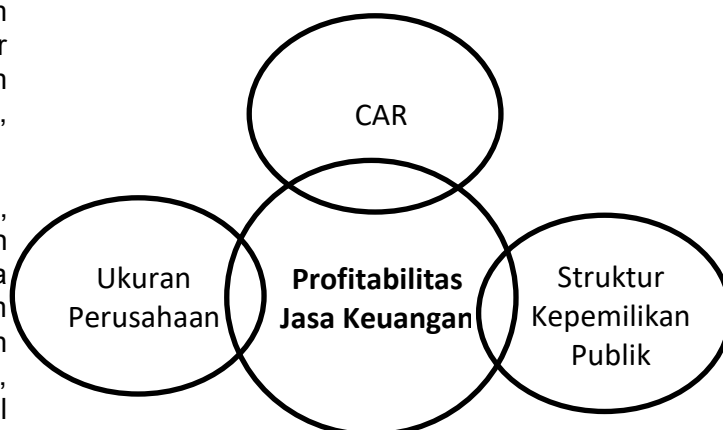 CAR
Ukuran
Perusahaan
Profitabilitas
Jasa Keuangan
Struktur
Kepemilikan
Publik